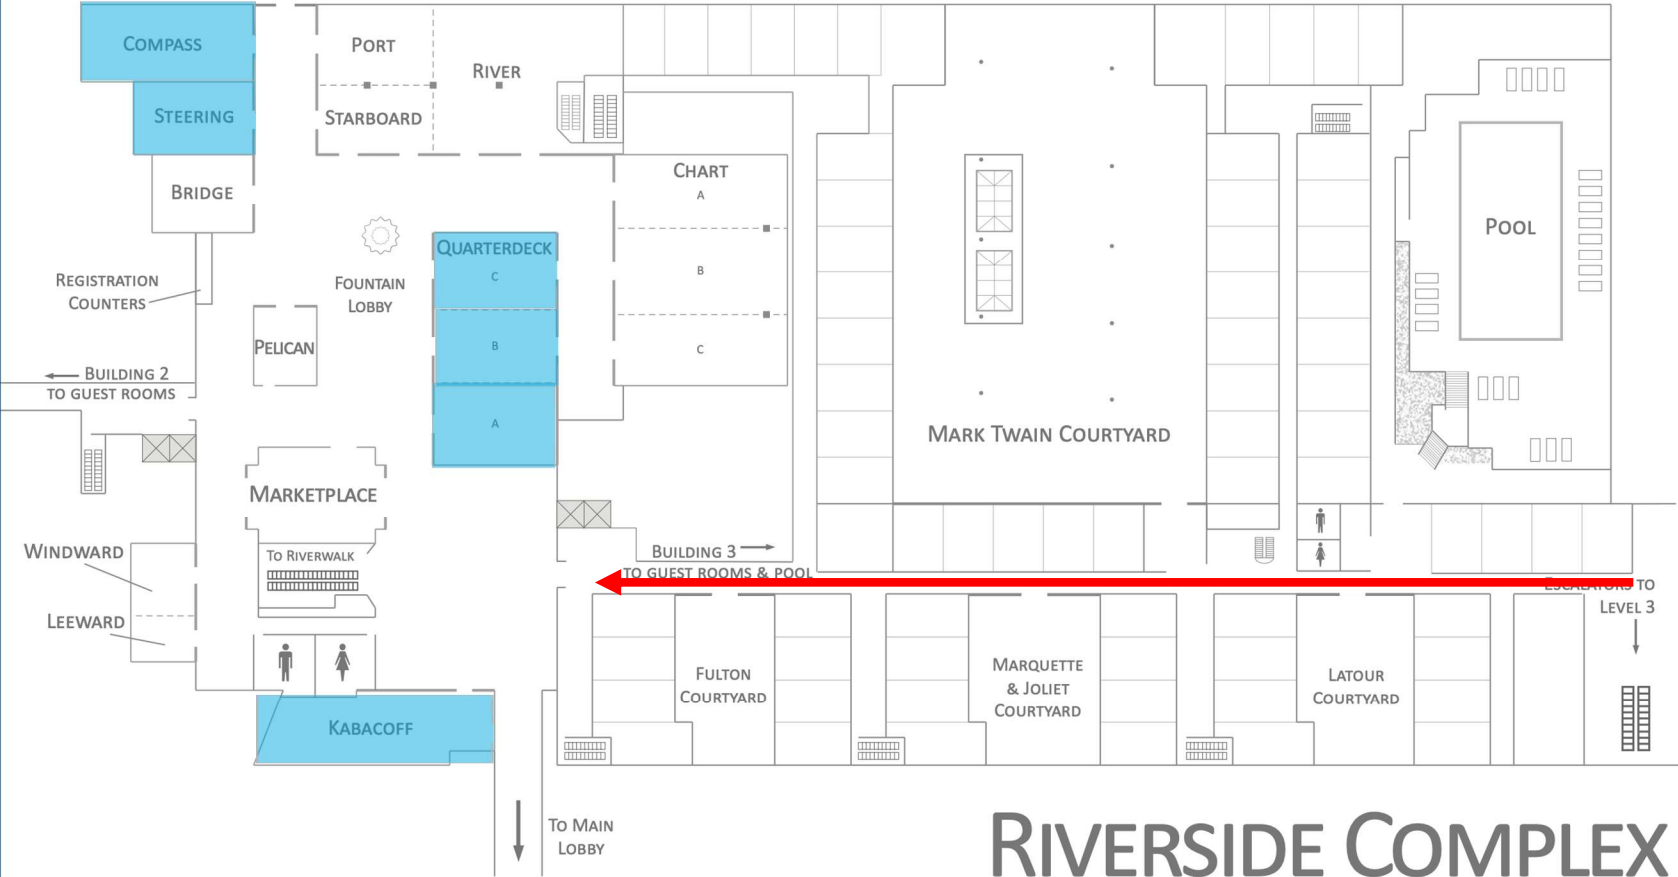 COMPASS
PORT
RIVER
STEERING
STARBOARD
BRIDGE
CHART
A
QUARTERDECK
C
B
A
B
C
POOL
REGISTRATION
COUNTERS
FOUNTAIN
LOBBY
PELICAN
BUILDING 2
TO GUEST ROOMS
MARK TWAIN COURTYARD
MARKETPLACE
WINDWARD
TO RIVERWALK
BUILDING 3
TO GUEST ROOMS & POOL
ESCALATORS TO
LEVEL 3
LEEWARD
FULTON
COURTYARD
MARQUETTE
& JOLIET
COURTYARD
LATOUR
COURTYARD
KABACOFF
TO MAIN
LOBBY
RIVERSIDE COMPLEX